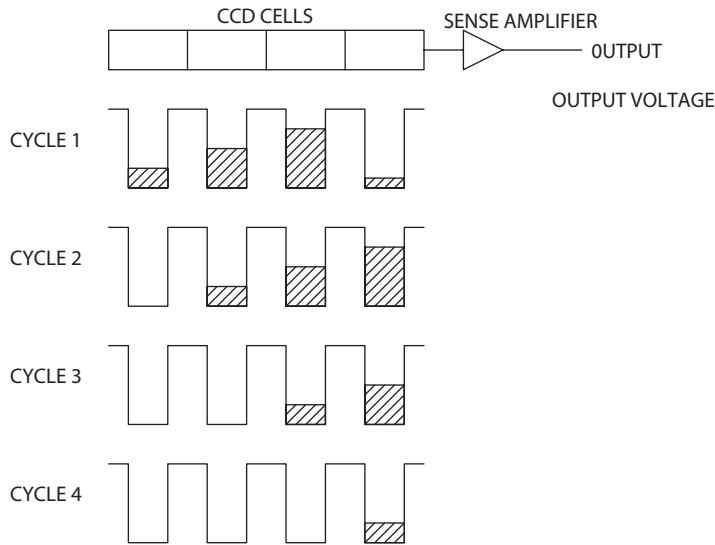 CCD CELLS
SENSE AMPLIFIER
0UTPUT
OUTPUT VOLTAGE
CYCLE 1
CYCLE 2
CYCLE 3
CYCLE 4